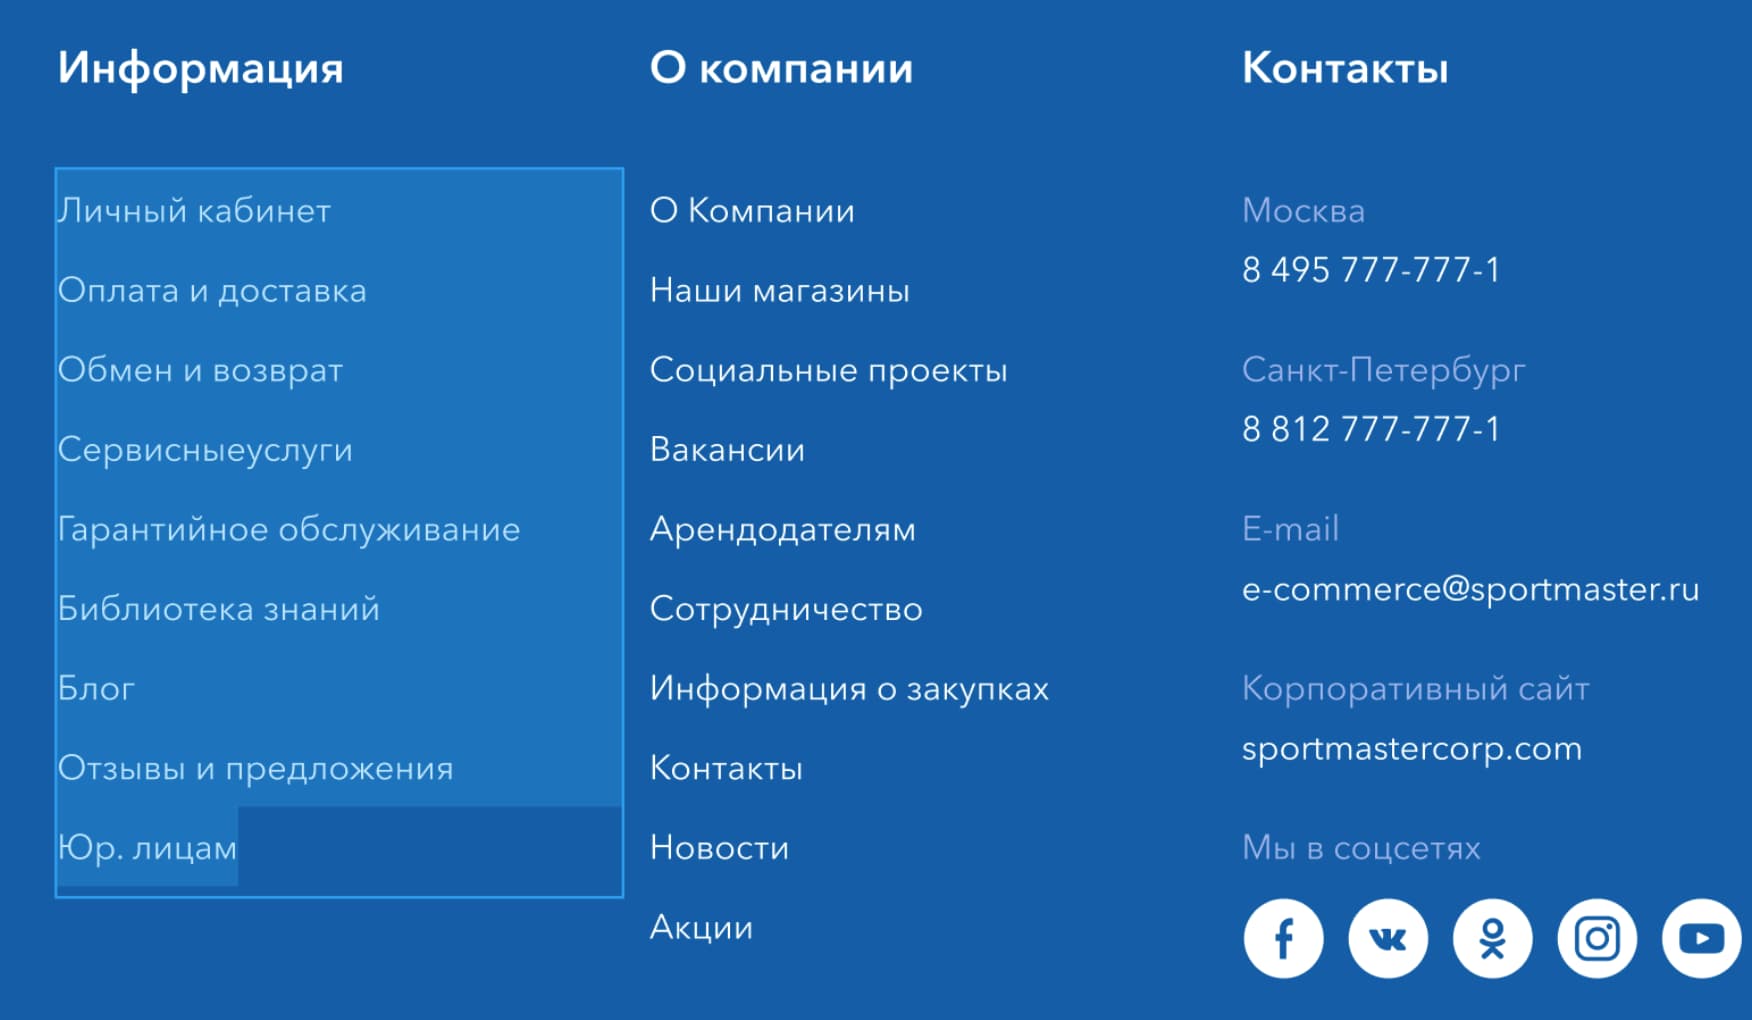 Информация
Личный кабинет
Оплата и доставка
Обмен и возврат
Сервисныеуслуги
Гарантийное обслуживание
Библиотека знаний
Блог
Отзывы и предложения
Юр. лицам
О компании
О Компании
Наши магазины
Социальные проекты
Вакансии
Арендодателям
Сотрудничество
Информация о закупках
Контакты
Новости
Акции
Контакты
Москва
8 495 777-777-1
Санкт-Петербург
8 812 777-777-1
E-mail
e-commerce@sportmaster.ru
Корпоративный сайт
sportmastercorp.com
Мы в соцсетях